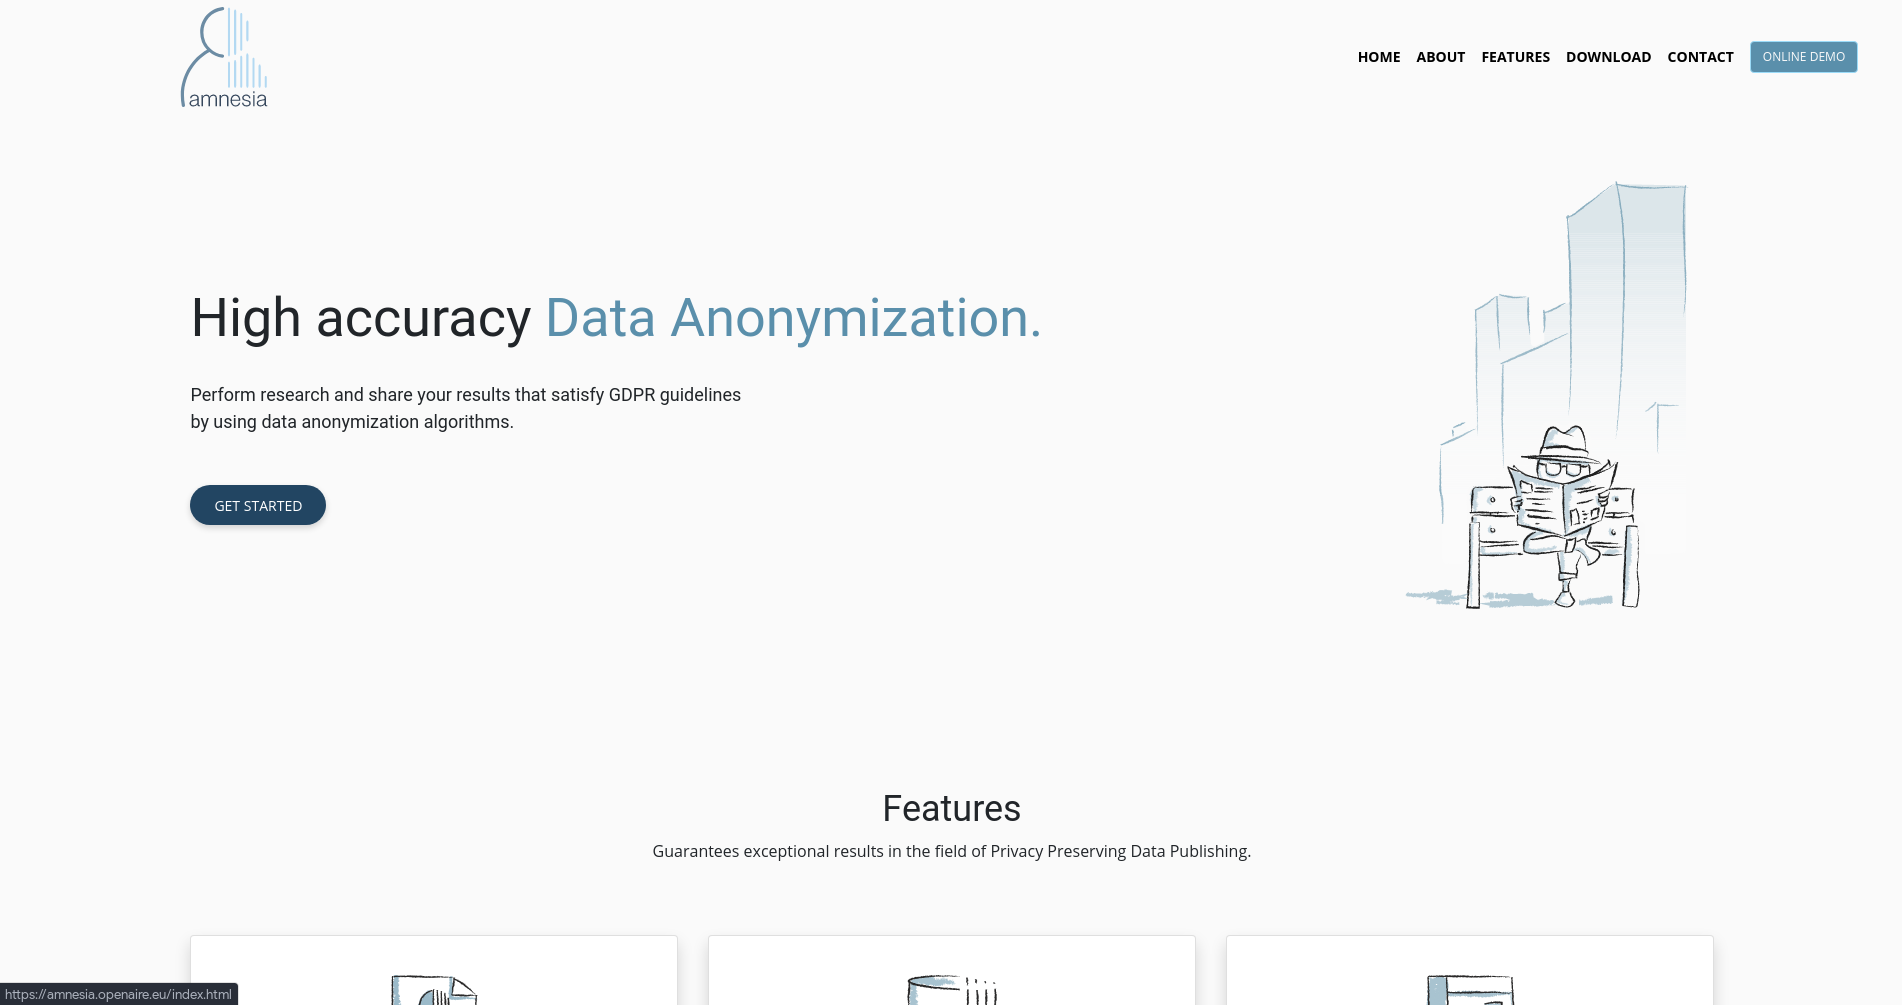 amnesia
HOME ABOUT FEATURES DOWNLOAD CONTACT ONLINE DEMO
High accuracy Data Anonymization.
Perform research and share your results that satisfy GDPR guidelines
by using data anonymization algorithms.
GET STARTED
Features
Guarantees exceptional results in the field of Privacy Preserving Data Publishing.
https://amnesia.openaire.eu/index.html